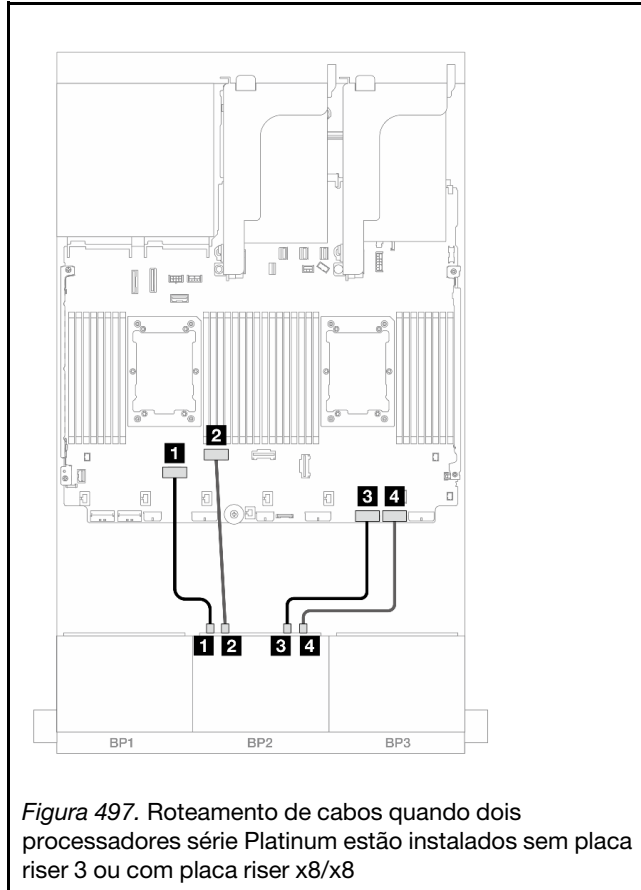 2
1
3 4
1 2 3 4
BP1 BP2 BP3
Figura 497. Roteamento de cabos quando dois
processadores série Platinum estão instalados sem placa
riser 3 ou com placa riser x8/x8